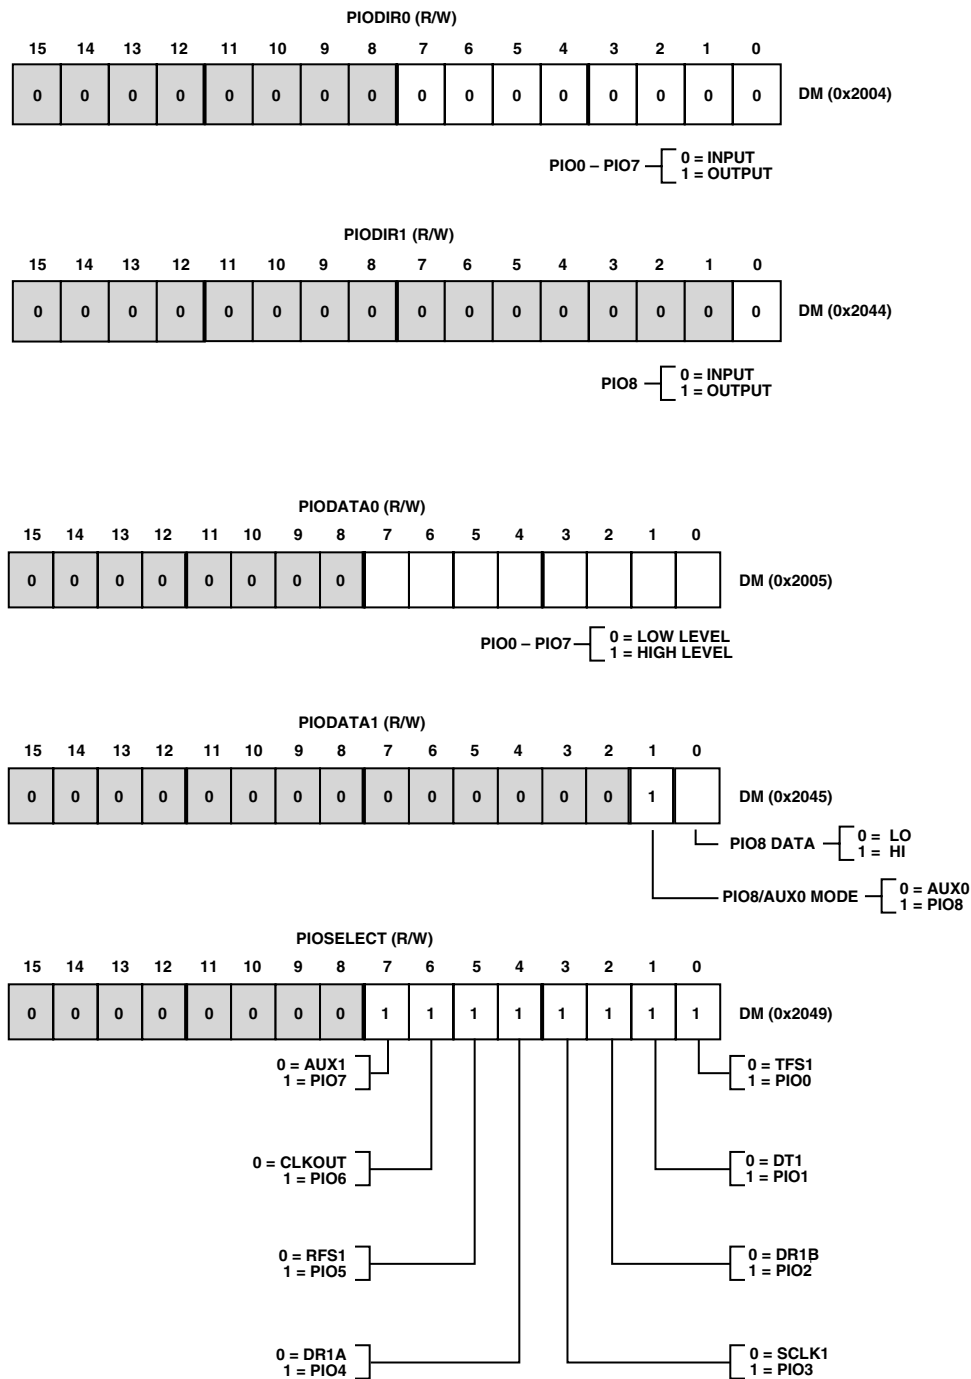 PIODIR0 (R/W)
15 14 13 12 11 10 9 8 7 6 5 4 3 2 1 0
0 0 0 0 0 0 0 0 0 0 0 0 0 0 0 0 DM (0x2004)
PIO0 – PIO7 0 = INPUT
1 = OUTPUT
PIODIR1 (R/W)
15 14 13 12 11 10 9 8 7 6 5 4 3 2 1 0
0 0 0 0 0 0 0 0 0 0 0 0 0 0 0 0 DM (0x2044)
PIO8 0 = INPUT
1 = OUTPUT
PIODATA0 (R/W)
15 14 13 12 11 10 9 8 7 6 5 4 3 2 1 0
0 0 0 0 0 0 0 0 DM (0x2005)
PIO0 – PIO7 0 = LOW LEVEL
1 = HIGH LEVEL
PIODATA1 (R/W)
15 14 13 12 11 10 9 8 7 6 5 4 3 2 1 0
0 0 0 0 0 0 0 0 0 0 0 0 0 0 1 DM (0x2045)
PIO8 DATA 0 = LO
1 = HI
PIO8/AUX0 MODE 0 = AUX0
1 = PIO8
PIOSELECT (R/W)
15 14 13 12 11 10 9 8 7 6 5 4 3 2 1 0
0 0 0 0 0 0 0 0 1 1 1 1 1 1 1 1 DM (0x2049)
0 = AUX1
1 = PIO7
0 = TFS1
1 = PIO0
0 = CLKOUT
1 = PIO6
0 = DT1
1 = PIO1
0 = RFS1
1 = PIO5
0 = DR1B
1 = PIO2
0 = DR1A
1 = PIO4
0 = SCLK1
1 = PIO3